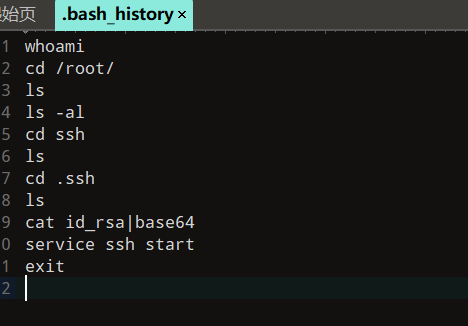 始页 .bash_history ×
1 whoami
2 cd /root/
3 ls
4 ls -al
5 cd ssh
6 ls
7 cd .ssh
8 ls
9 cat id_rsa|base64
0 service ssh start
1 exit
2